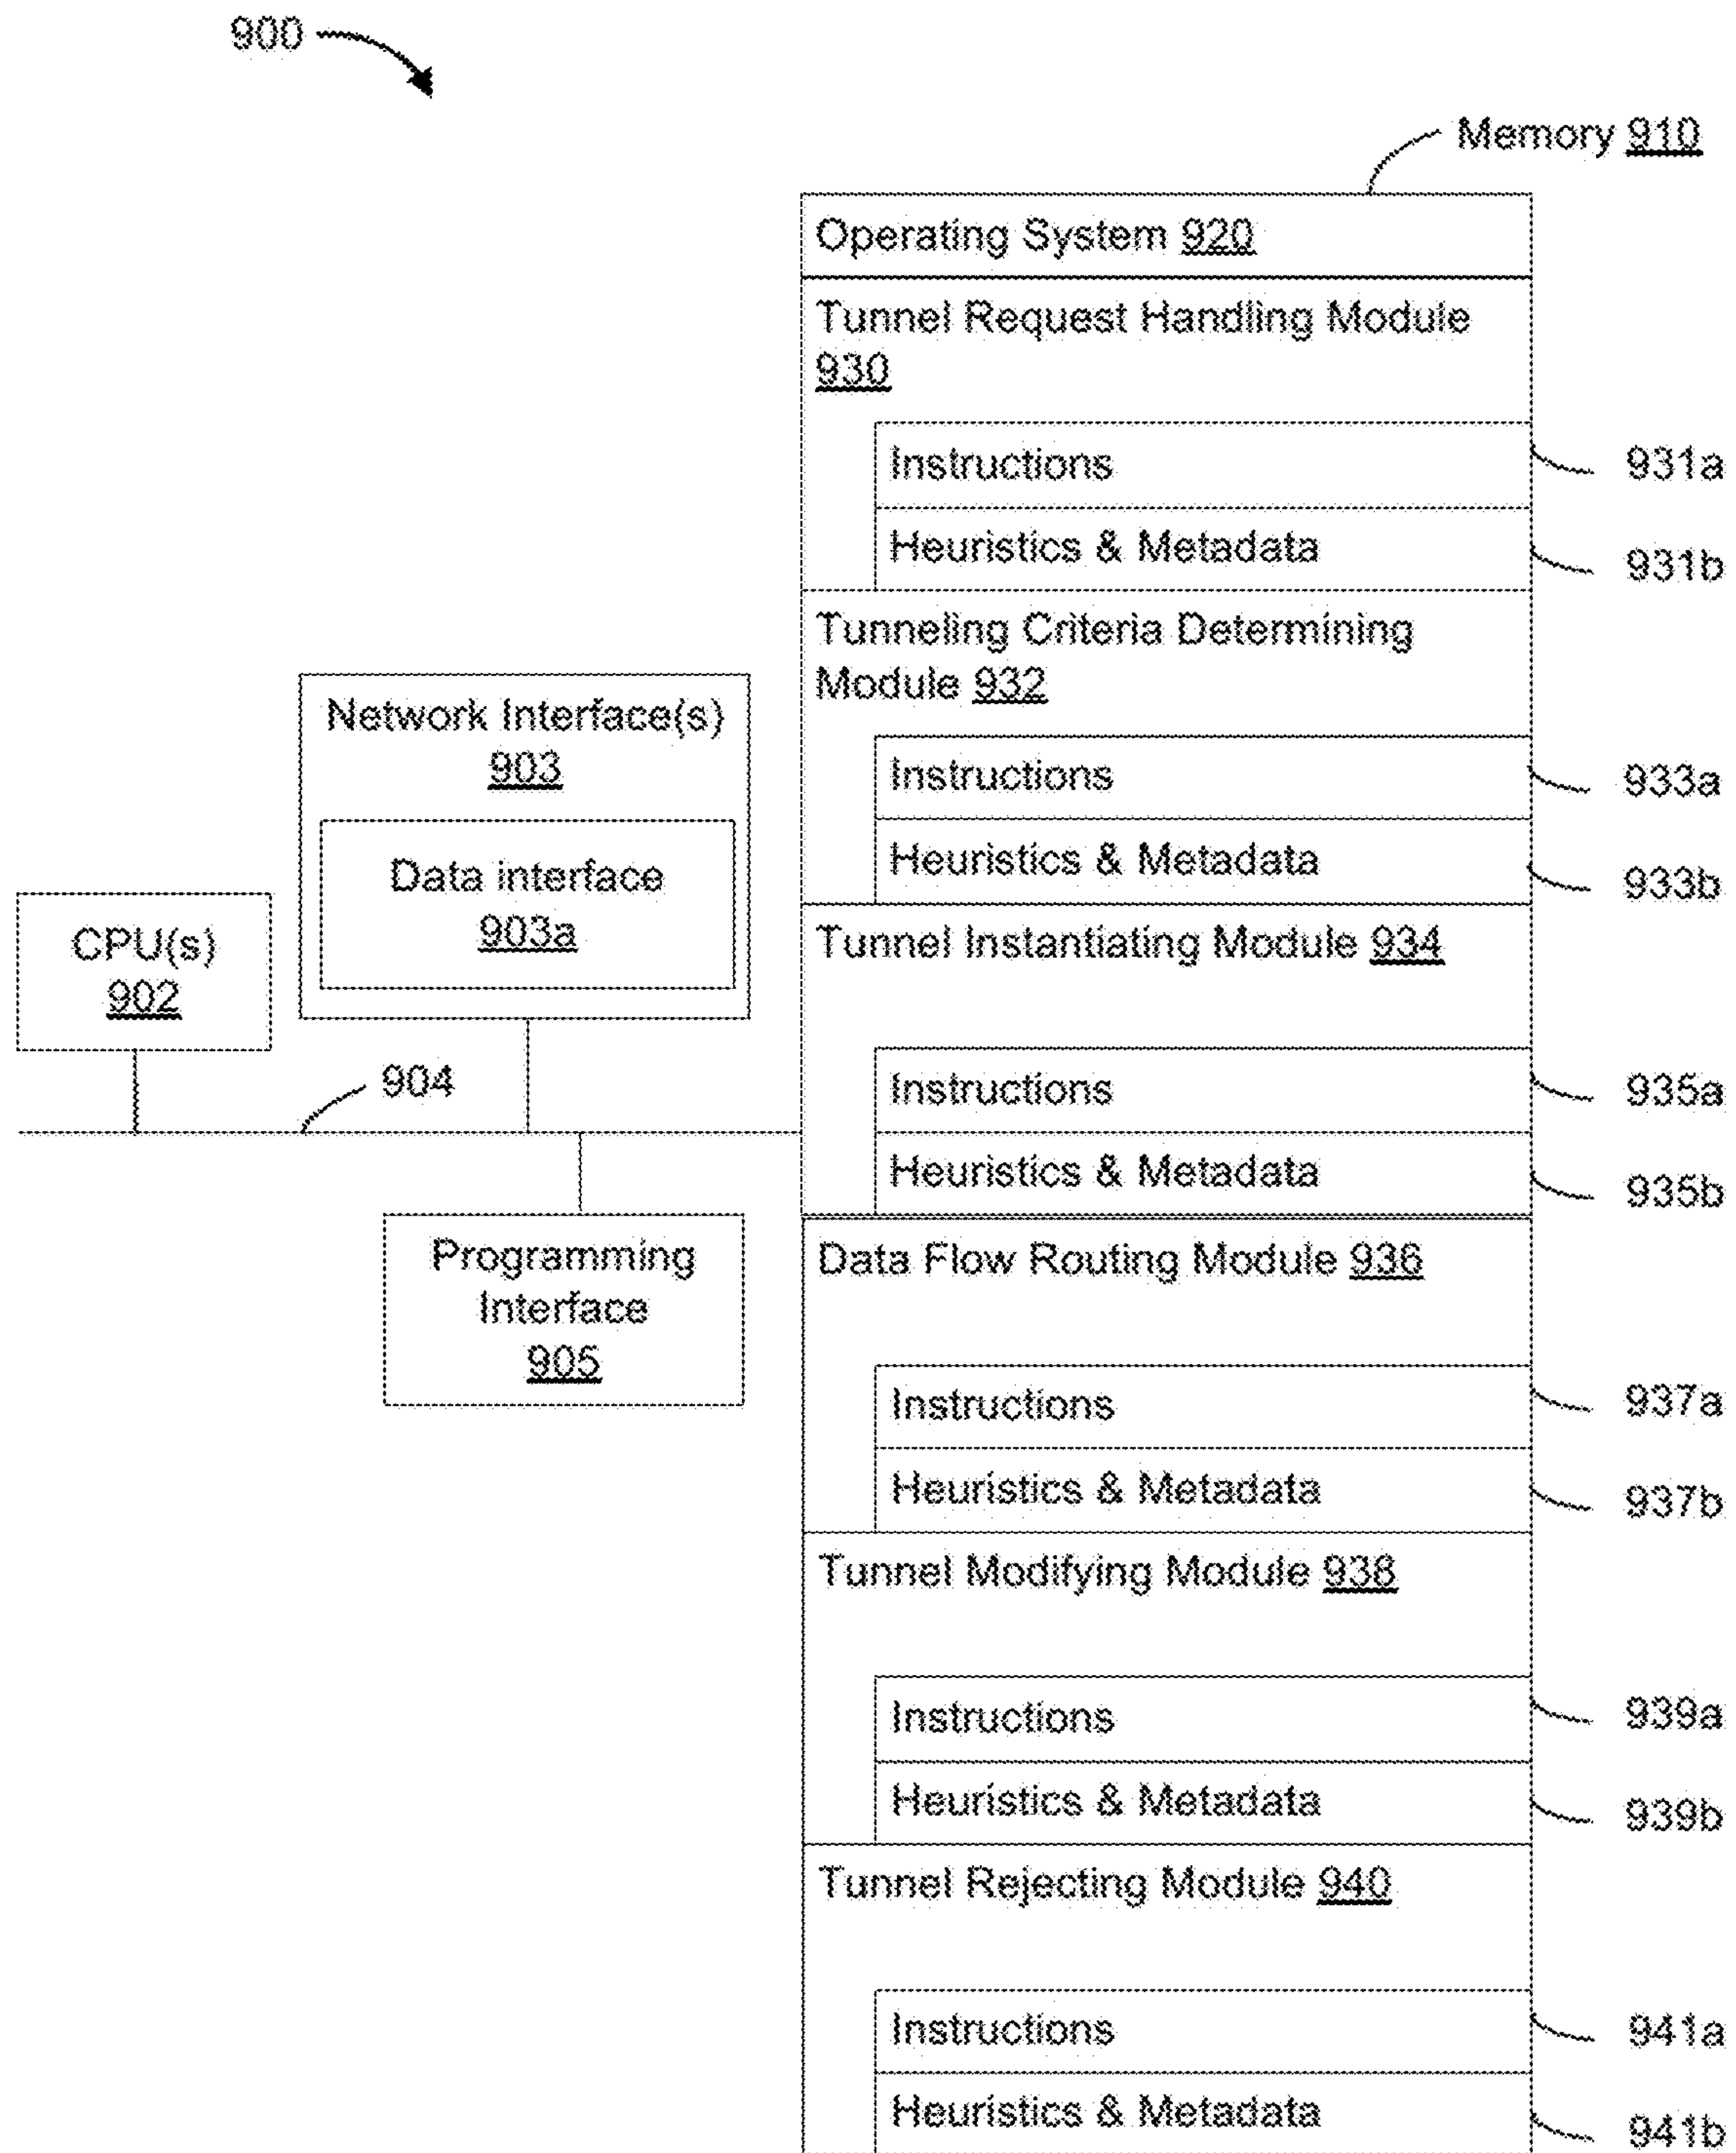 900
Memory 910
Operating System 920
Tunnel Request Handling Module
930
Instructions
931a
Heuristics & Metadata
931b
Tunneling Criteria Determining
Module 932
Instructions
933a
Heuristics & Metadata
933b
Network Interface(s)
903
Data interface
903a
CPU(s)
902
904
Programming
Interface
905
Tunnel Instantiating Module 934
Instructions
935a
Heuristics & Metadata
935b
Data Flow Routing Module 936
Instructions
937a
Heuristics & Metadata
937b
Tunnel Modifying Module 938
Instructions
939a
Heuristics & Metadata
939b
Tunnel Rejecting Module 940
Instructions
941a
Heuristics & Metadata
941b